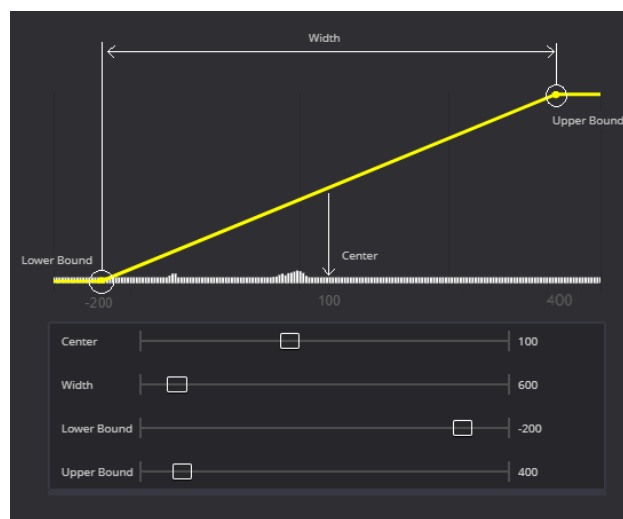 Width
Upper Bound
Lower Bound
Center
-200
100
400
Center 100
Width 600
Lower Bound -200
Upper Bound 400